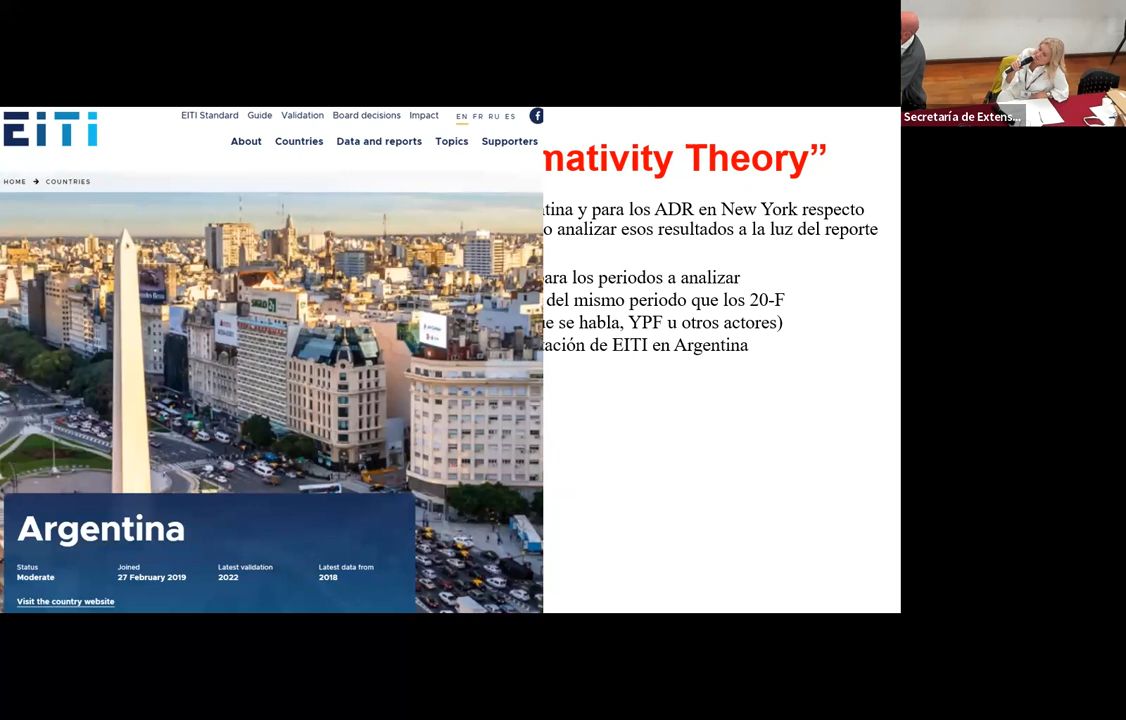 EITI
EITI Standard Guide Validation Board decisions Impact EN FR RU ES f
About Countries Data and reports Topics Supporters
HOME → COUNTRIES
Argentina
Status Joined Latest validation Latest data from
Moderate 27 February 2019 2022 2018
Visit the country website
mativity Theory”
ntina y para los ADR en New York respecto
o analizar esos resultados a la luz del reporte
ara los periodos a analizar
del mismo periodo que los 20-F
ue se habla, YPF u otros actores)
tación de EITI en Argentina
Secretaría de Extens...